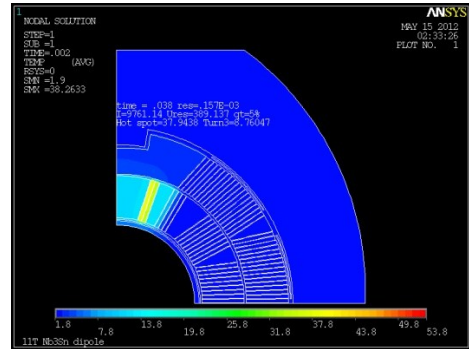 1
ANSYS
NODAL SOLUTION
MAY 15 2012
STEP=1
02:33:26
SUB =1
PLOT NO. 1
TIME=.002
TEMP (AVG)
RSYS=0
SMN =1.9
SMX =38.2633
time = .038 res=.157E-03
I=9761.14 Ures=389.137 gt=5%
Hot spot=37.9438 Turn3=8.76047
1.8 7.8 13.8 19.8 25.8 31.8 37.8 43.8 49.8 53.8
11T Nb3Sn dipole